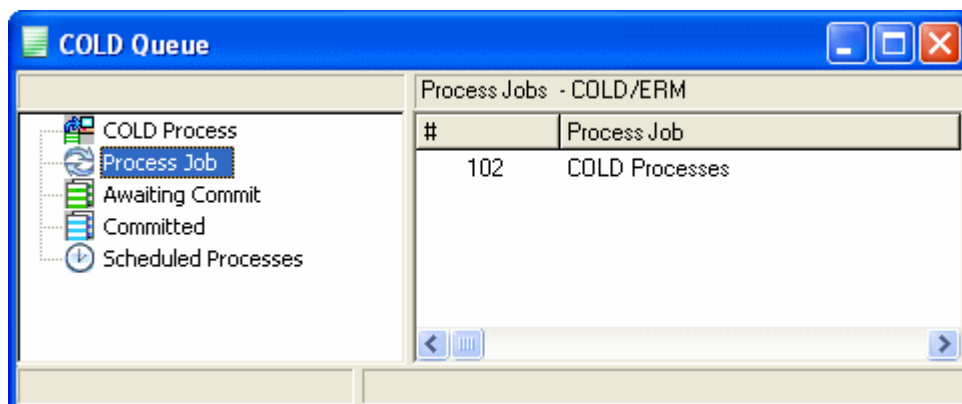 COLD Queue
Process Jobs - COLD/ERM
COLD Process
Process Job
Awaiting Commit
Committed
Scheduled Processes
# Process Job
102 COLD Processes